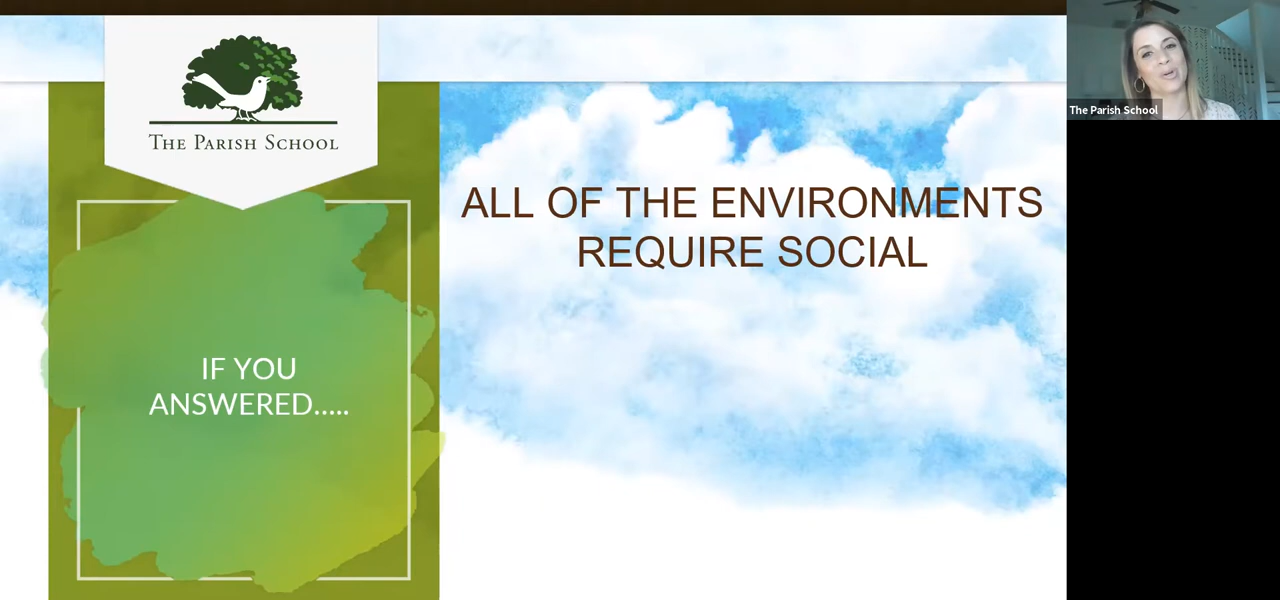 THE PARISH SCHOOL
IF YOU
ANSWERED.....
ALL OF THE ENVIRONMENTS
REQUIRE SOCIAL
The Parish School